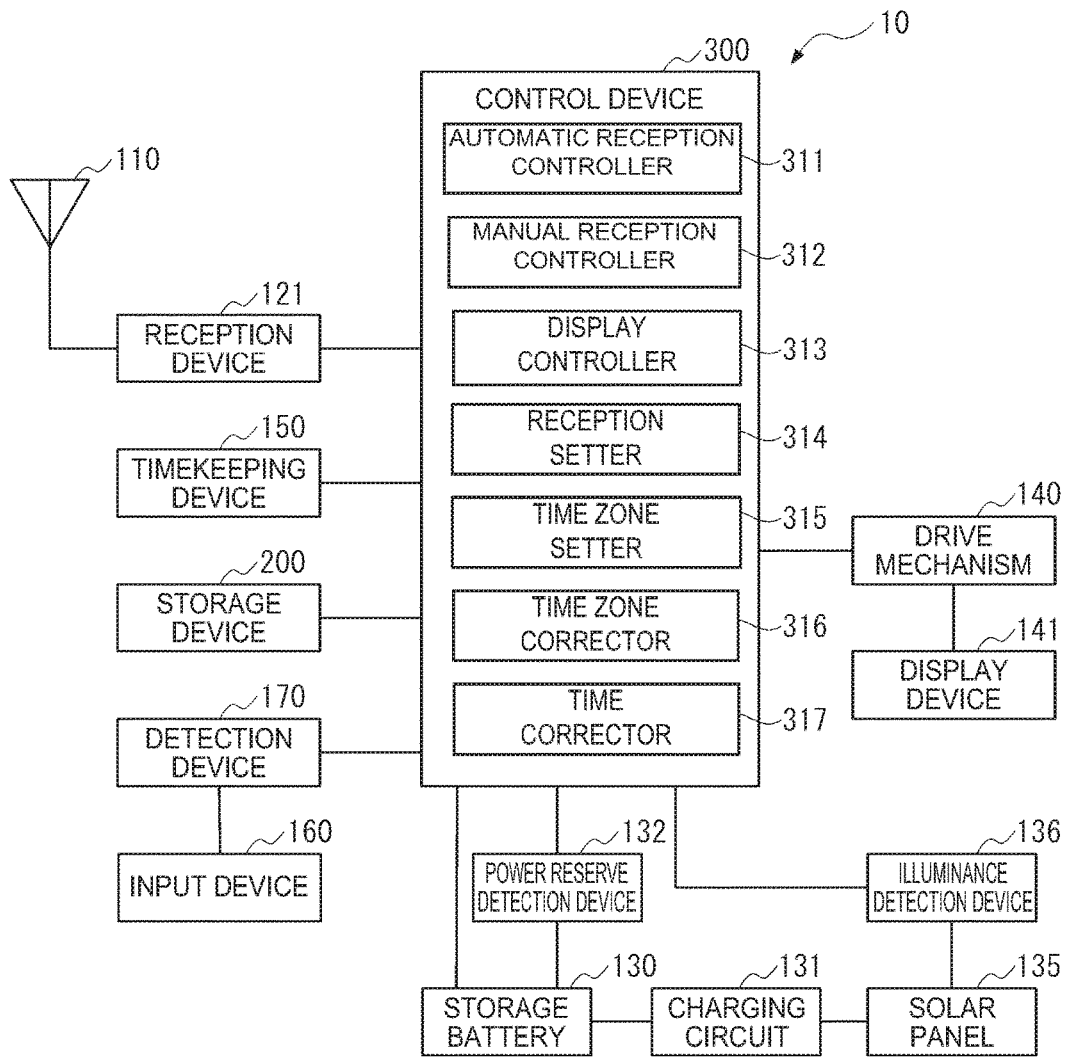 10
300
CONTROL DEVICE
AUTOMATIC RECEPTION
CONTROLLER
311
110
MANUAL RECEPTION
CONTROLLER
312
121
RECEPTION
DEVICE
DISPLAY
CONTROLLER
313
150
TIMEKEEPING
DEVICE
RECEPTION
SETTER
314
TIME ZONE
SETTER
315
140
DRIVE
MECHANISM
200
STORAGE
DEVICE
TIME ZONE
CORRECTOR
316
141
DISPLAY
DEVICE
170
DETECTION
DEVICE
TIME
CORRECTOR
317
160
INPUT DEVICE
132
POWER RESERVE
DETECTION DEVICE
136
ILLUMINANCE
DETECTION DEVICE
130
STORAGE
BATTERY
131
CHARGING
CIRCUIT
135
SOLAR
PANEL